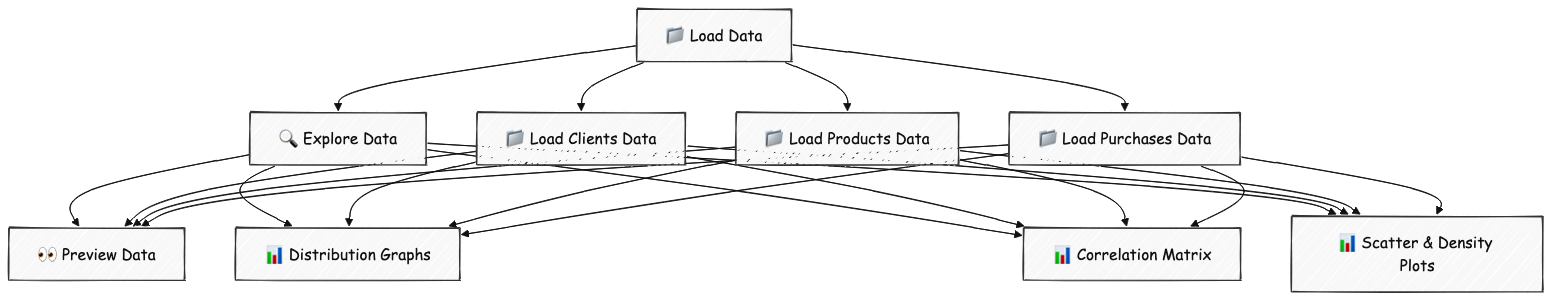 Load Data
Explore Data
Load Clients Data
Load Products Data
Load Purchases Data
Preview Data
Distribution Graphs
Correlation Matrix
Scatter & Density
Plots